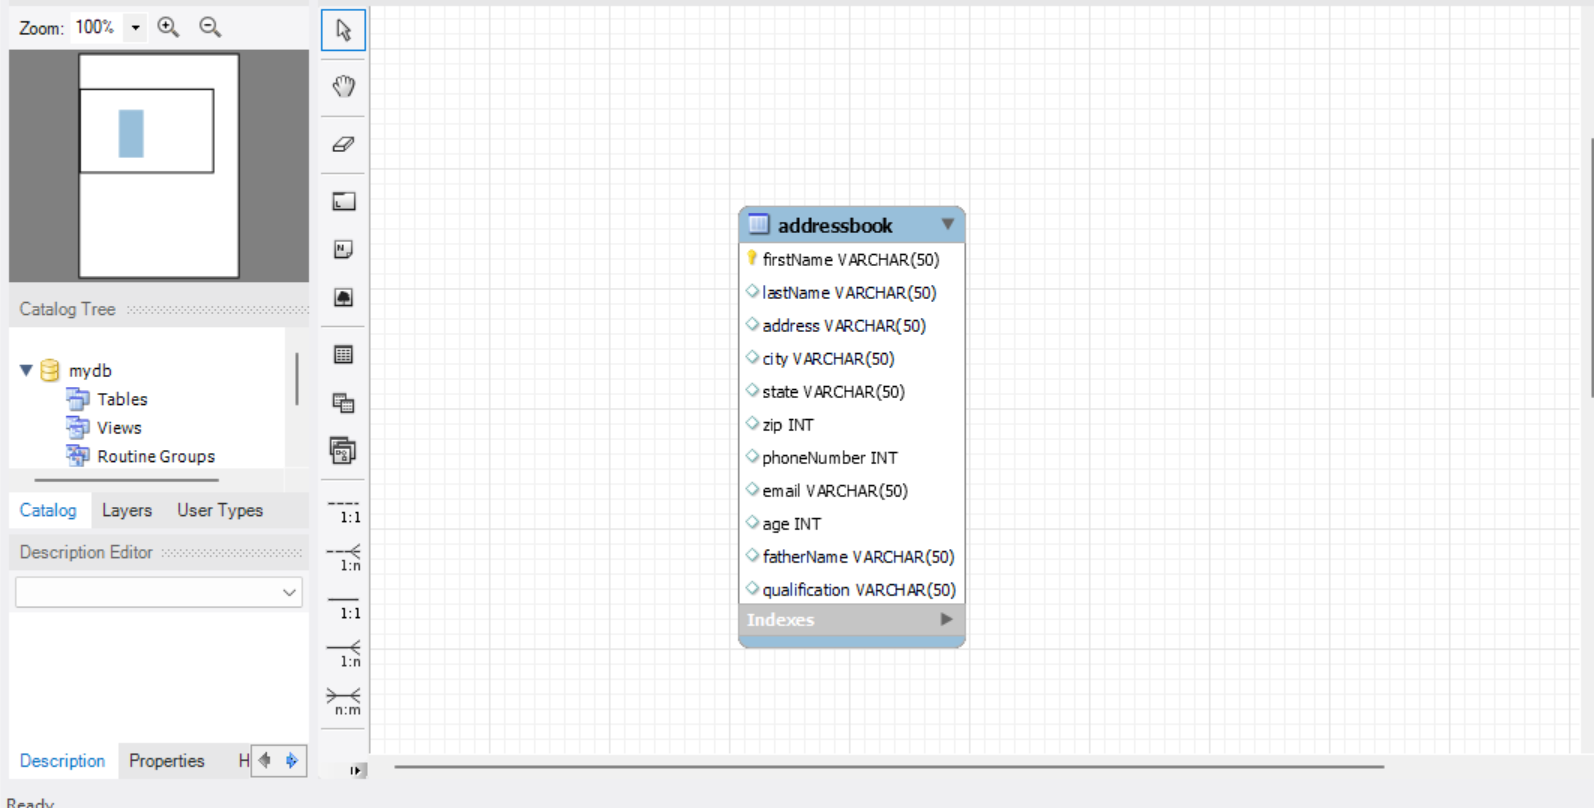 Zoom: 100%
Catalog Tree
mydb
Tables
Views
Routine Groups
Catalog Layers User Types
Description Editor
Description Properties H
Ready
1:1
1:n
1:1
1:n
n:m
addressbook
firstName VARCHAR(50)
lastName VARCHAR(50)
address VARCHAR(50)
city VARCHAR(50)
state VARCHAR(50)
zip INT
phoneNumber INT
email VARCHAR(50)
age INT
fatherName VARCHAR(50)
qualification VARCHAR(50)
Indexes